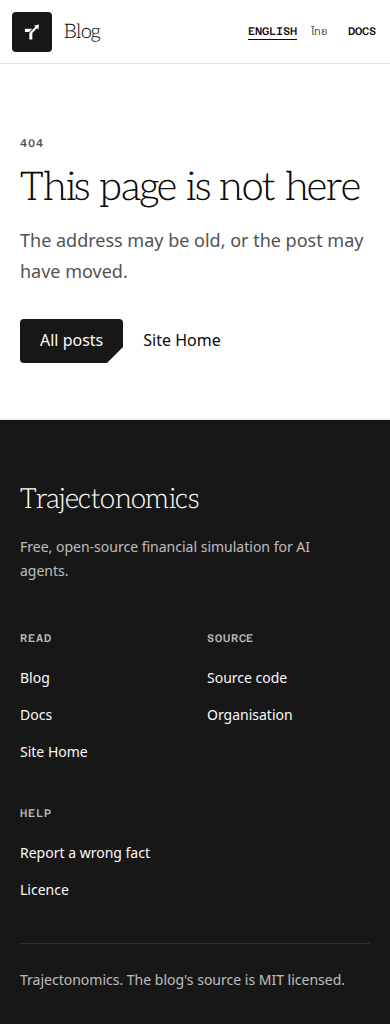 Blog
ENGLISH ไทย DOCS
404
This page is not here
The address may be old, or the post may
have moved.
All posts Site Home
Trajectonomics
Free, open-source financial simulation for AI
agents.
READ
Blog
Docs
Site Home
SOURCE
Source code
Organisation
HELP
Report a wrong fact
Licence
Trajectonomics. The blog's source is MIT licensed.